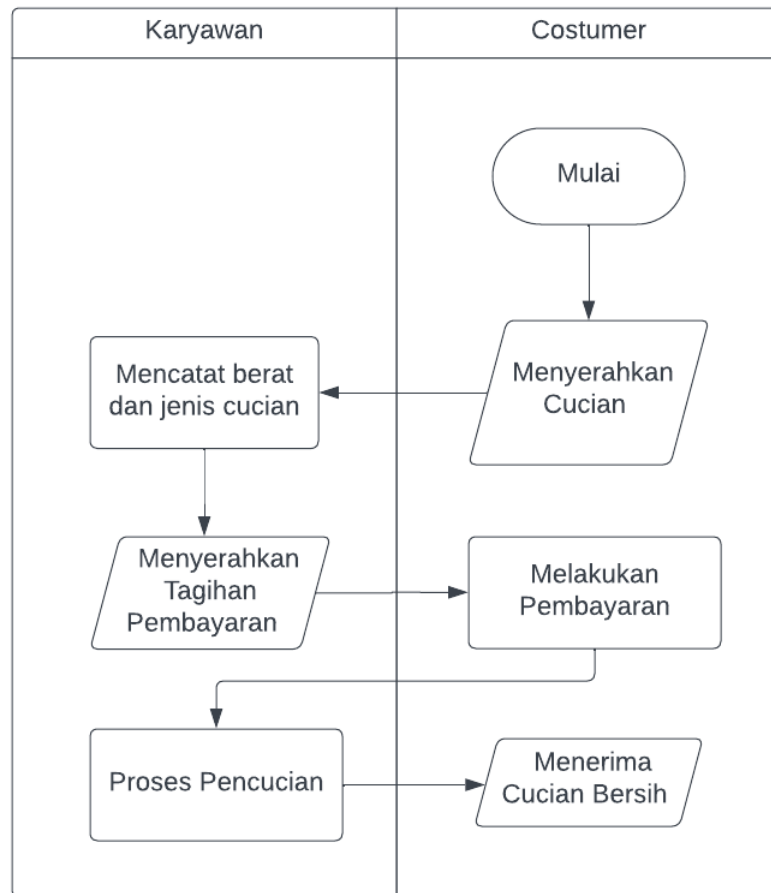 Karyawan
Costumer
Mulai
Menyerahkan
Cucian
Mencatat berat
dan jenis cucian
Menyerahkan
Tagihan
Pembayaran
Melakukan
Pembayaran
Proses Pencucian
Menerima
Cucian Bersih